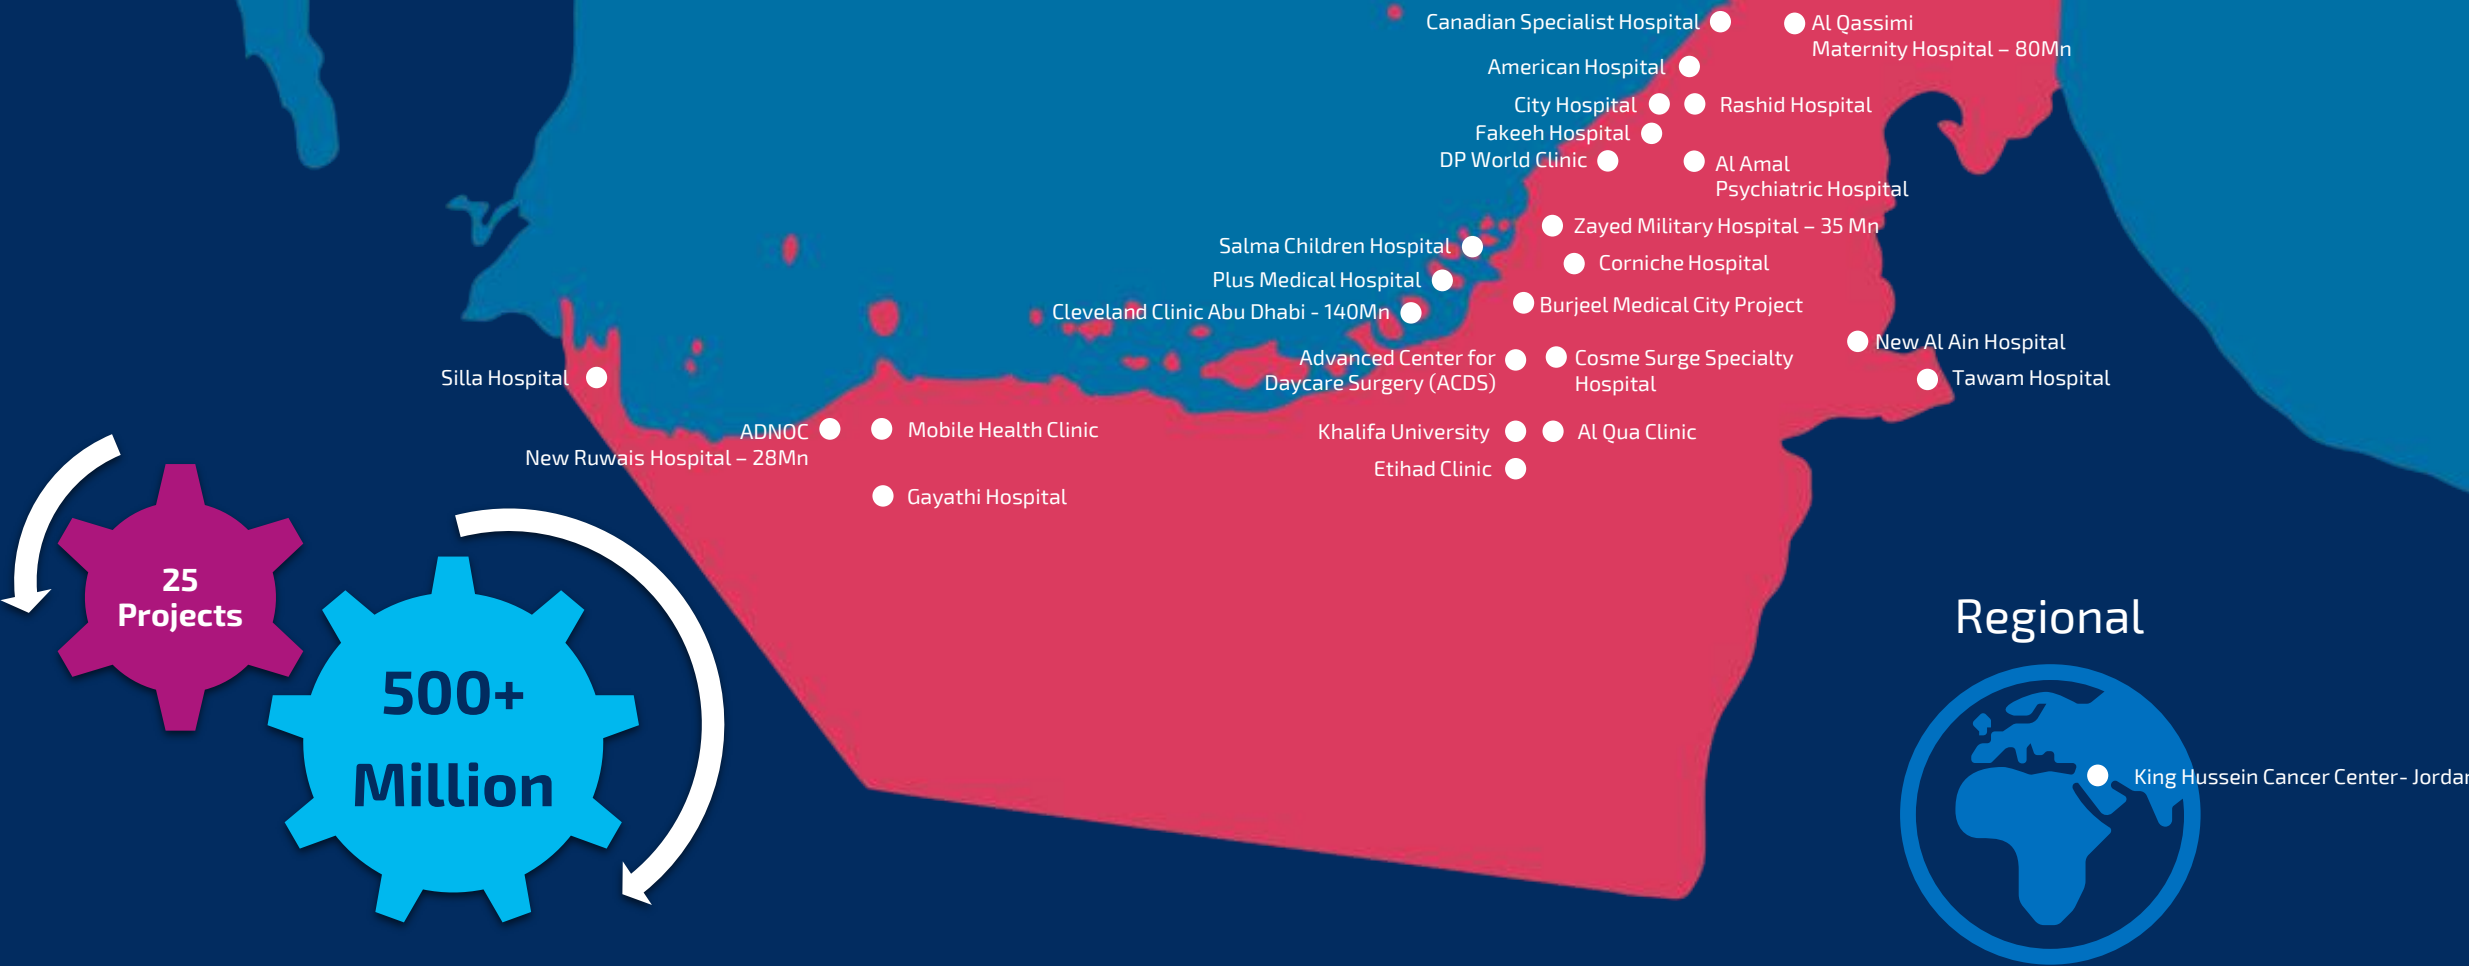 Canadian Specialist Hospital
Al Qassimi
Maternity Hospital – 80Mn
American Hospital
City Hospital
Rashid Hospital
Fakeeh Hospital
DP World Clinic
Al Amal
Psychiatric Hospital
Zayed Military Hospital – 35 Mn
Salma Children Hospital
Corniche Hospital
Plus Medical Hospital
Cleveland Clinic Abu Dhabi - 140Mn
Burjeel Medical City Project
New Al Ain Hospital
Advanced Center for
Daycare Surgery (ACDS)
Cosme Surge Specialty
Hospital
Silla Hospital
Tawam Hospital
ADNOC
New Ruwais Hospital – 28Mn
Mobile Health Clinic
Khalifa University
Al Qua Clinic
Etihad Clinic
Gayathi Hospital
25
Projects
500+
Million
Regional
King Hussein Cancer Center- Jordan